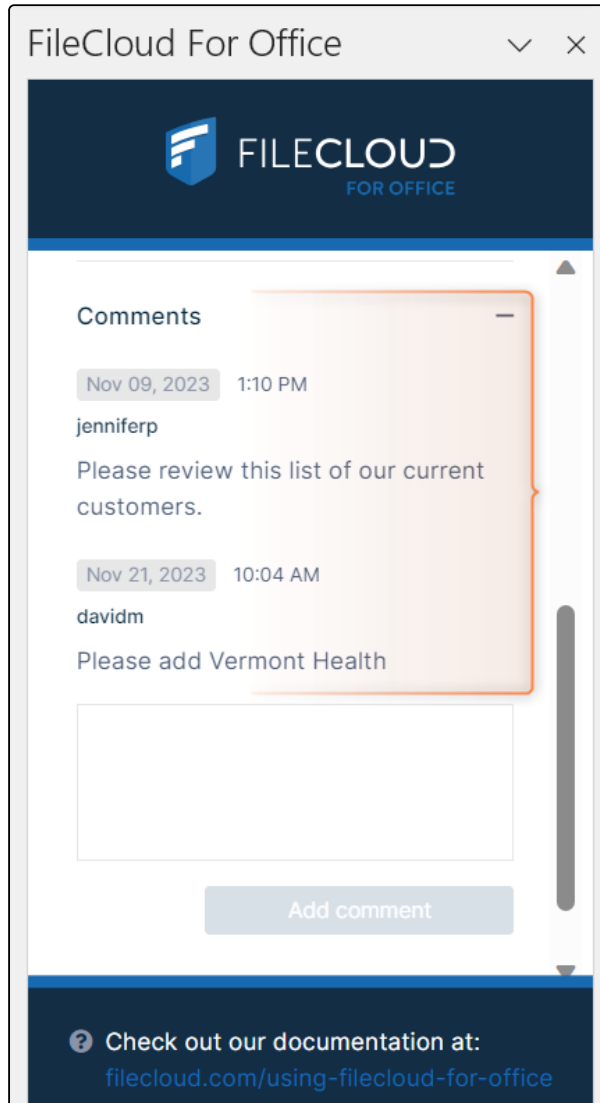 FileCloud For Office
FILECLOUD
FOR OFFICE
Comments
Nov 09, 2023 1:10 PM
jenniferp
Please review this list of our current
customers.
Nov 21, 2023 10:04 AM
davidm
Please add Vermont Health
Add comment
Check out our documentation at:
filecloud.com/using-filecloud-for-office